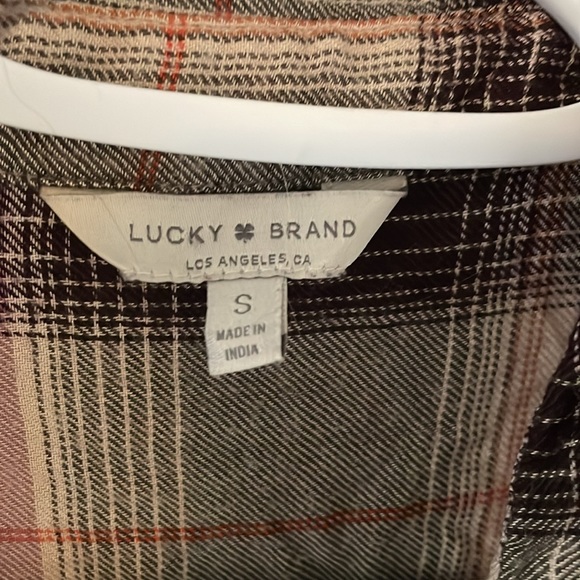 LUCKY BRAND
LOS ANGELES, CA
S
MADE IN
INDIA